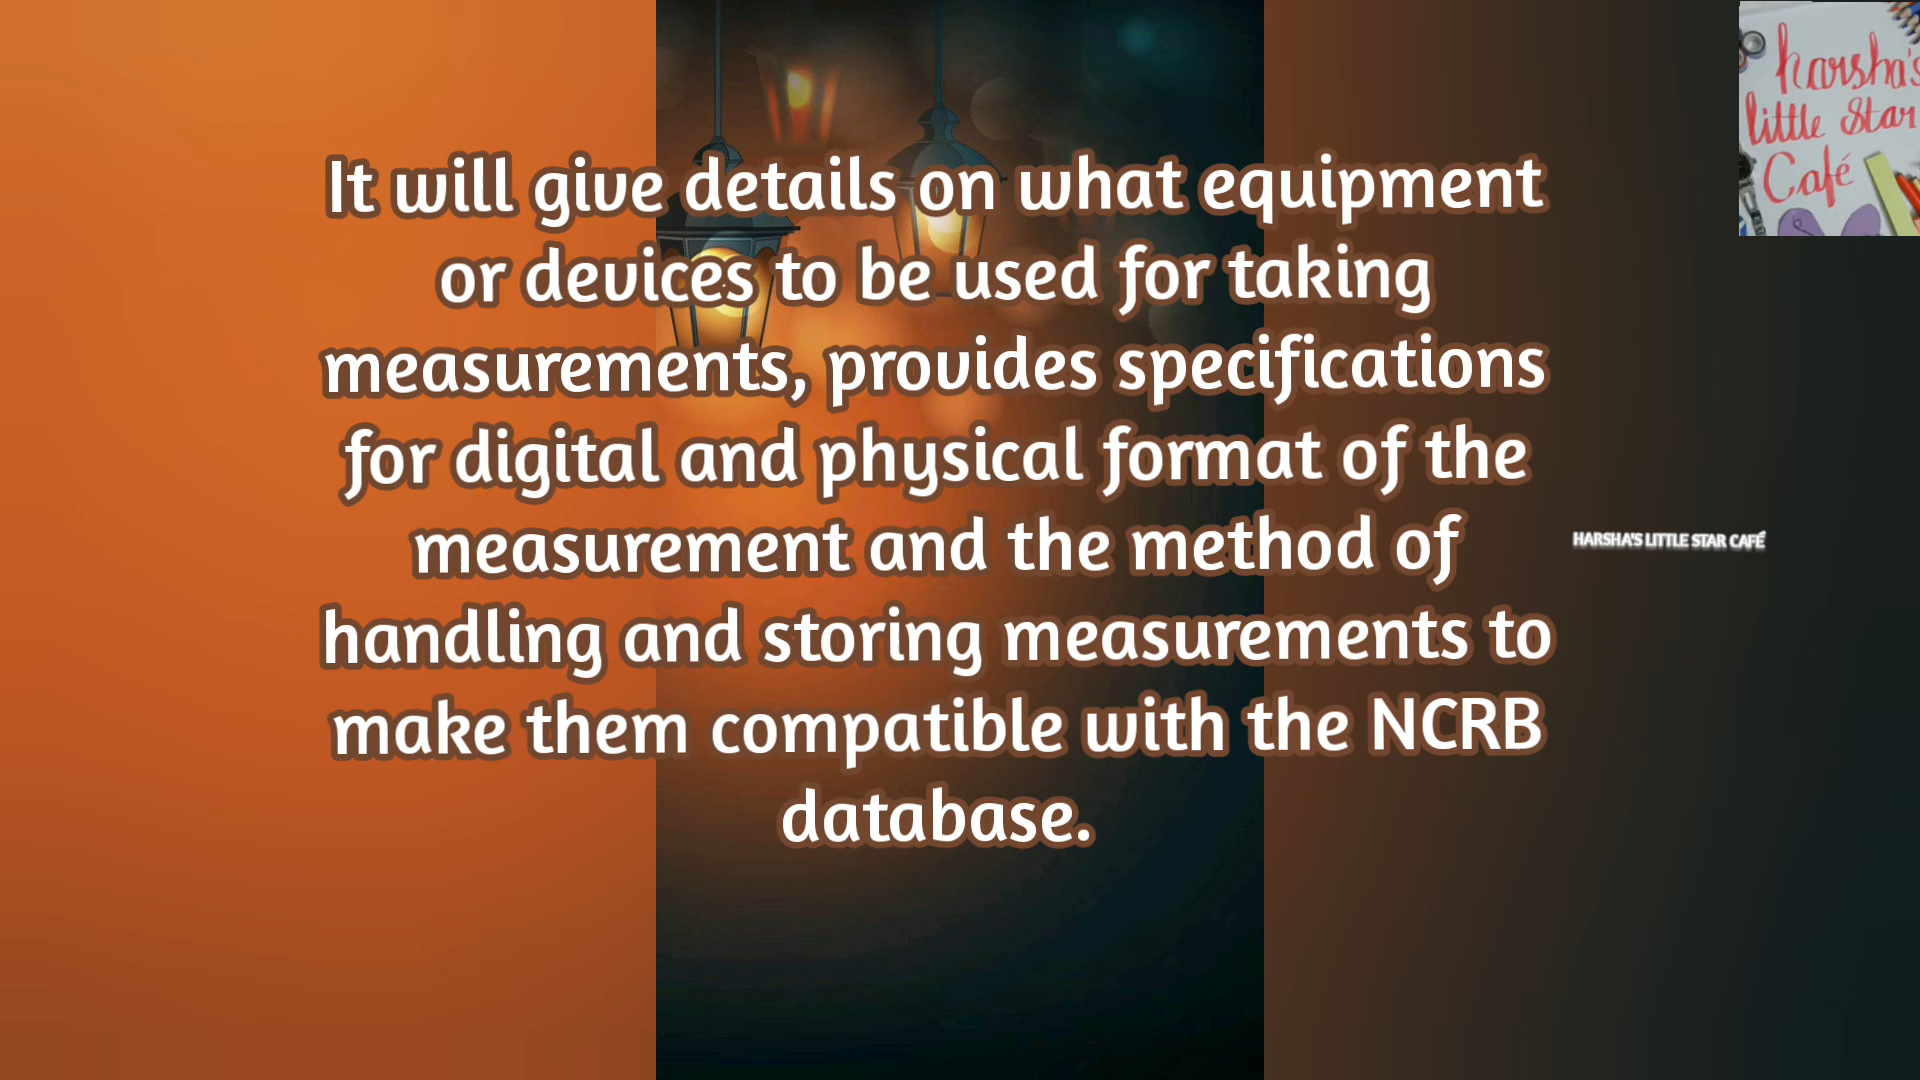 harsha's
little Star
Café
It will give details on what equipment
or devices to be used for taking
measurements, provides specifications
for digital and physical format of the
measurement and the method of
handling and storing measurements to
make them compatible with the NCRB
database.
HARSHA'S LITTLE STAR CAFÉ